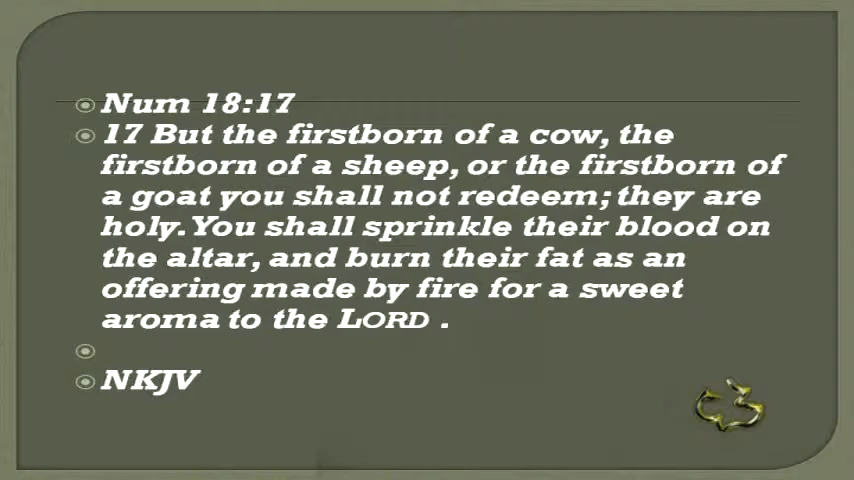 Num 18:17
17 But the firstborn of a cow, the
firstborn of a sheep, or the firstborn of
a goat you shall not redeem; they are
holy. You shall sprinkle their blood on
the altar, and burn their fat as an
offering made by fire for a sweet
aroma to the LORD .
NKJV
C3